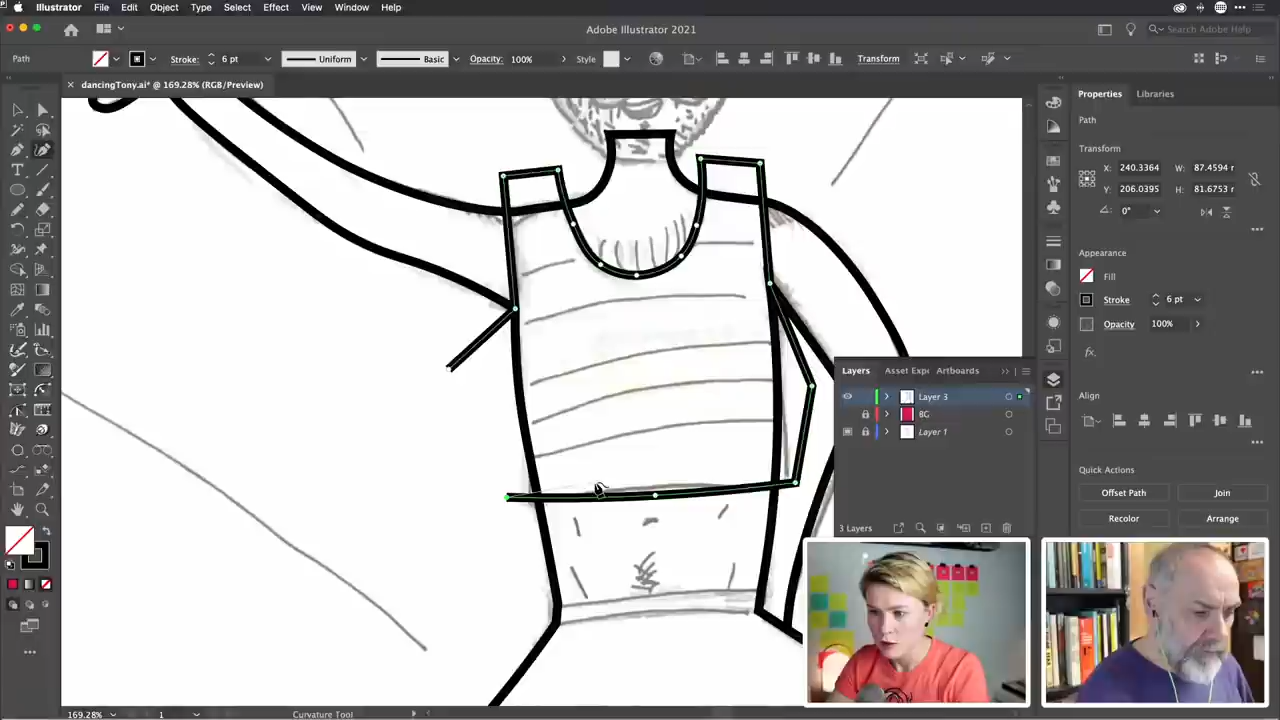 Illustrator File Edit Object Type Select Effect View Window Help
Adobe Illustrator 2021
Search Adobe Help
Path Stroke: 6 pt Uniform Basic Opacity: 100% Style Transform
× dancingTony.ai* @ 169.28% (RGB/Preview)
Properties Libraries
Path
Transform
X: 240.3364 W: 87.4594 r
Y: 206.0395 H: 81.6753 r
0°
Appearance
Fill
Stroke 6 pt
Opacity 100%
fx.
Align
Quick Actions
Offset Path Join
Recolor Arrange
Layers Asset Exp Artboards
Layer 3
BG
Layer 1
3 Layers
169.28% 1 Curvature Tool